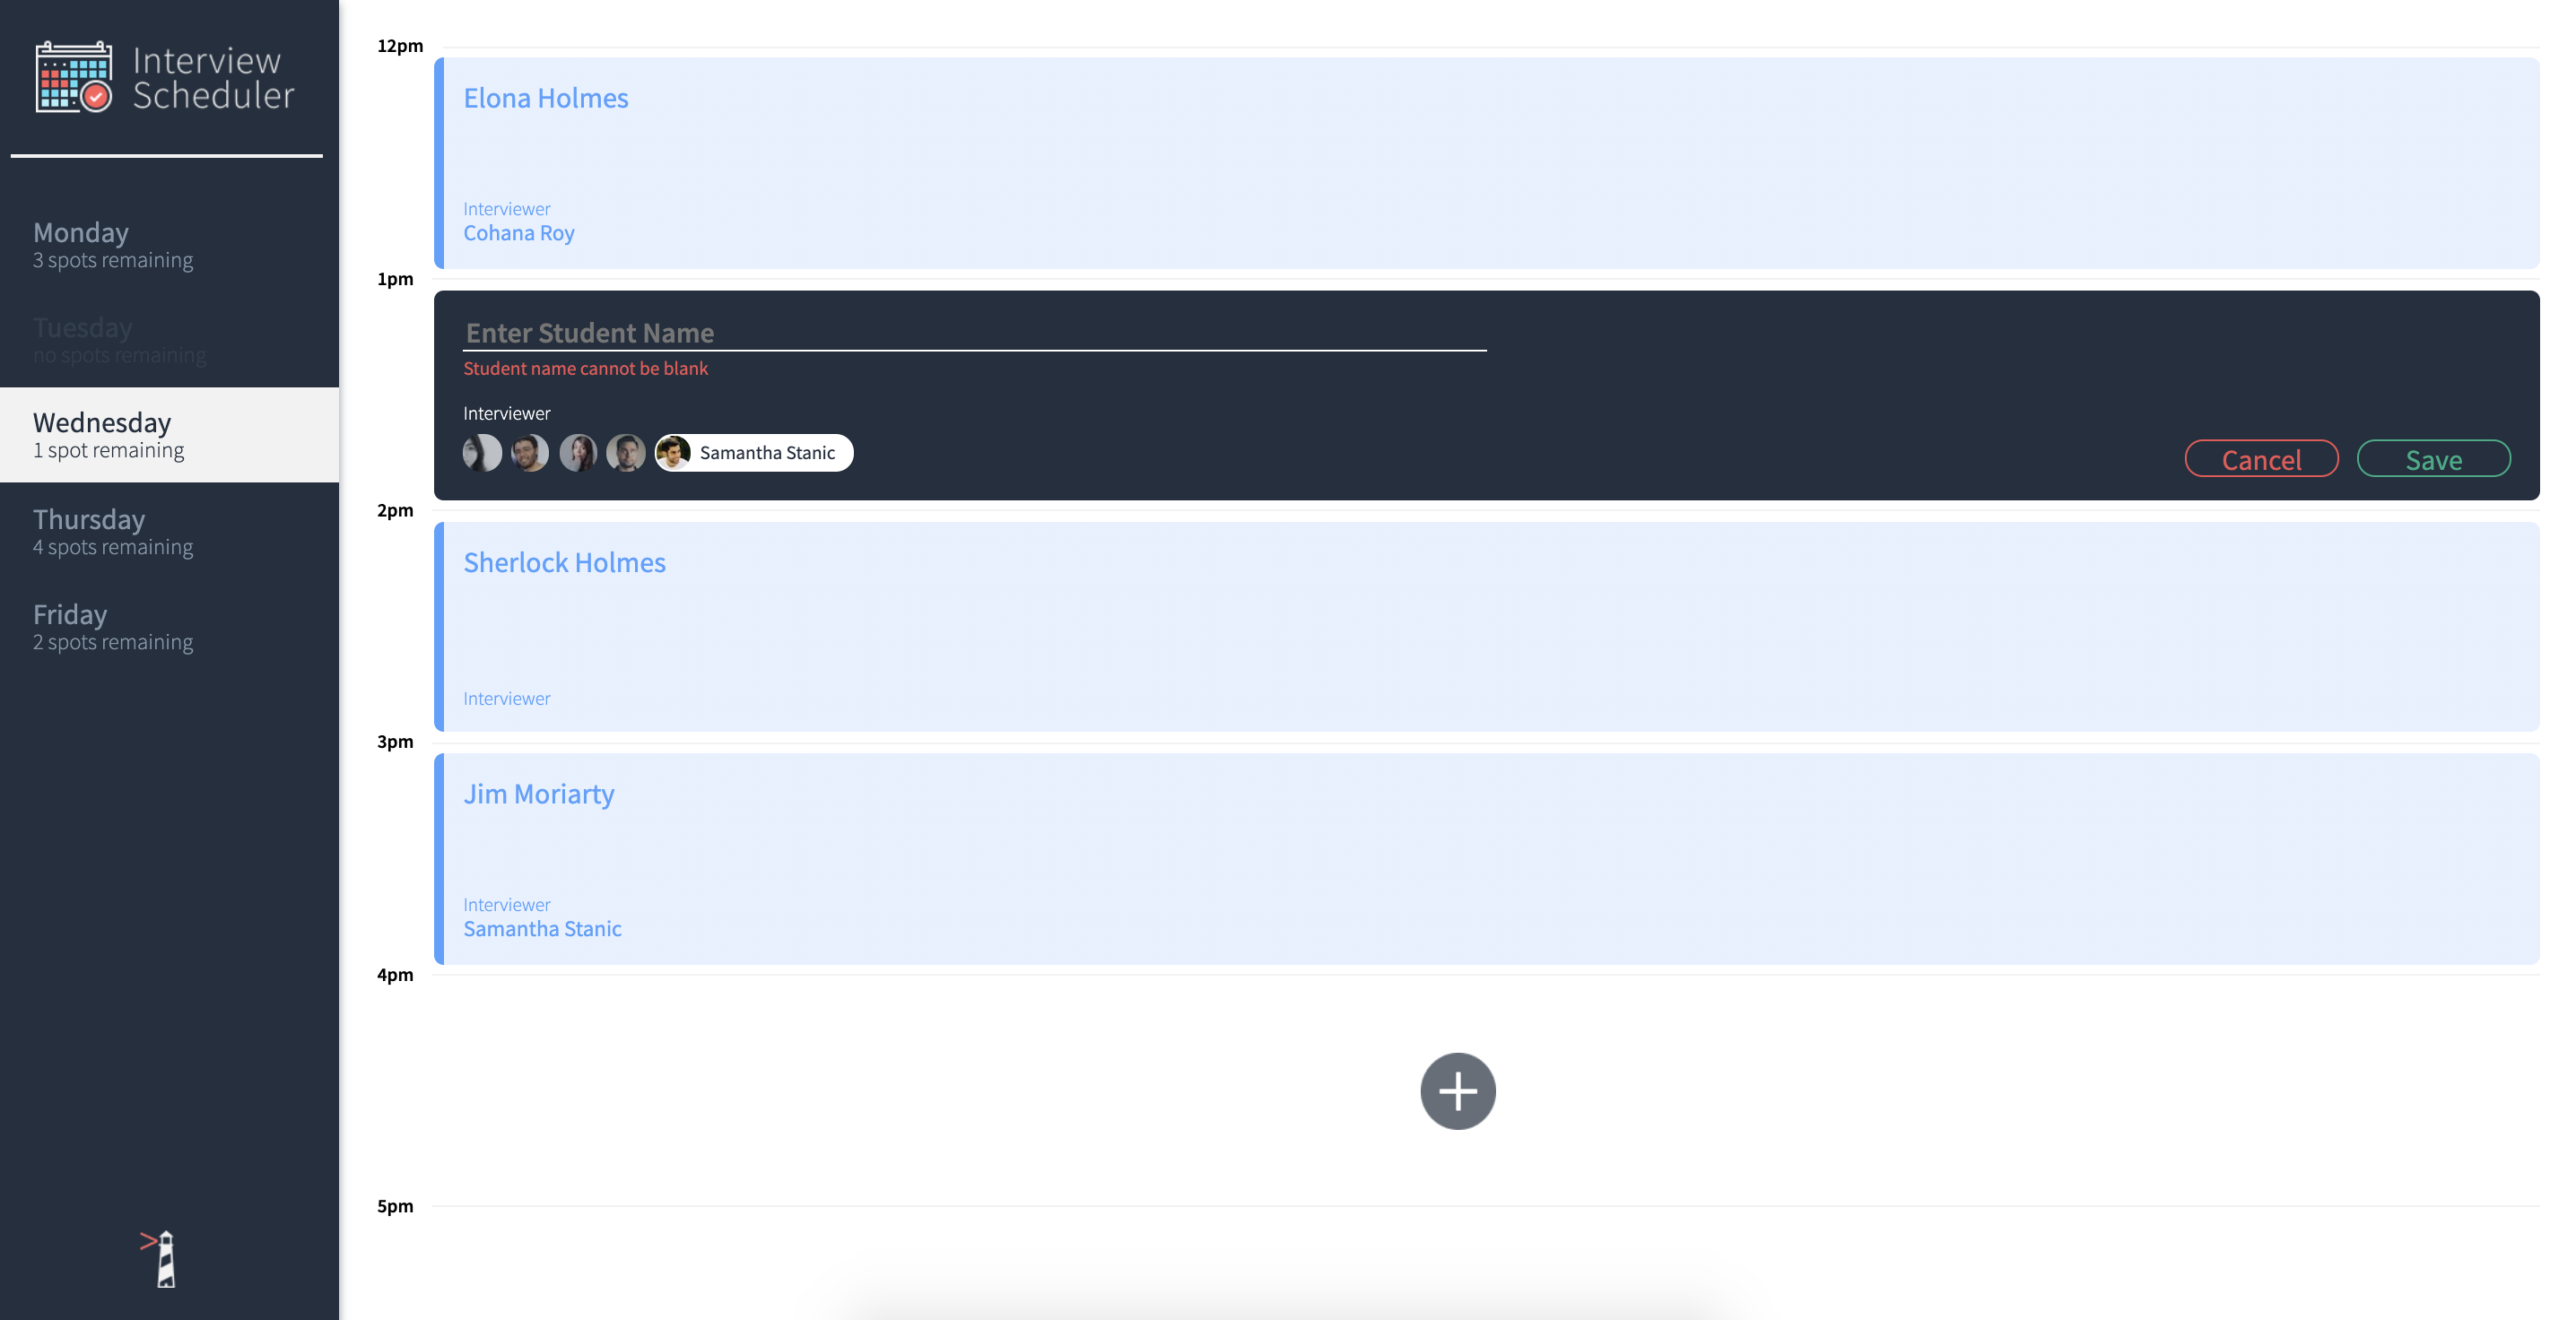 Interview
Scheduler
Monday
3 spots remaining
Tuesday
no spots remaining
Wednesday
1 spot remaining
Thursday
4 spots remaining
Friday
2 spots remaining
12pm
Elona Holmes
Interviewer
Cohana Roy
1pm
Enter Student Name
Student name cannot be blank
Interviewer
Samantha Stanic
Cancel
Save
2pm
Sherlock Holmes
Interviewer
3pm
Jim Moriarty
Interviewer
Samantha Stanic
4pm
5pm